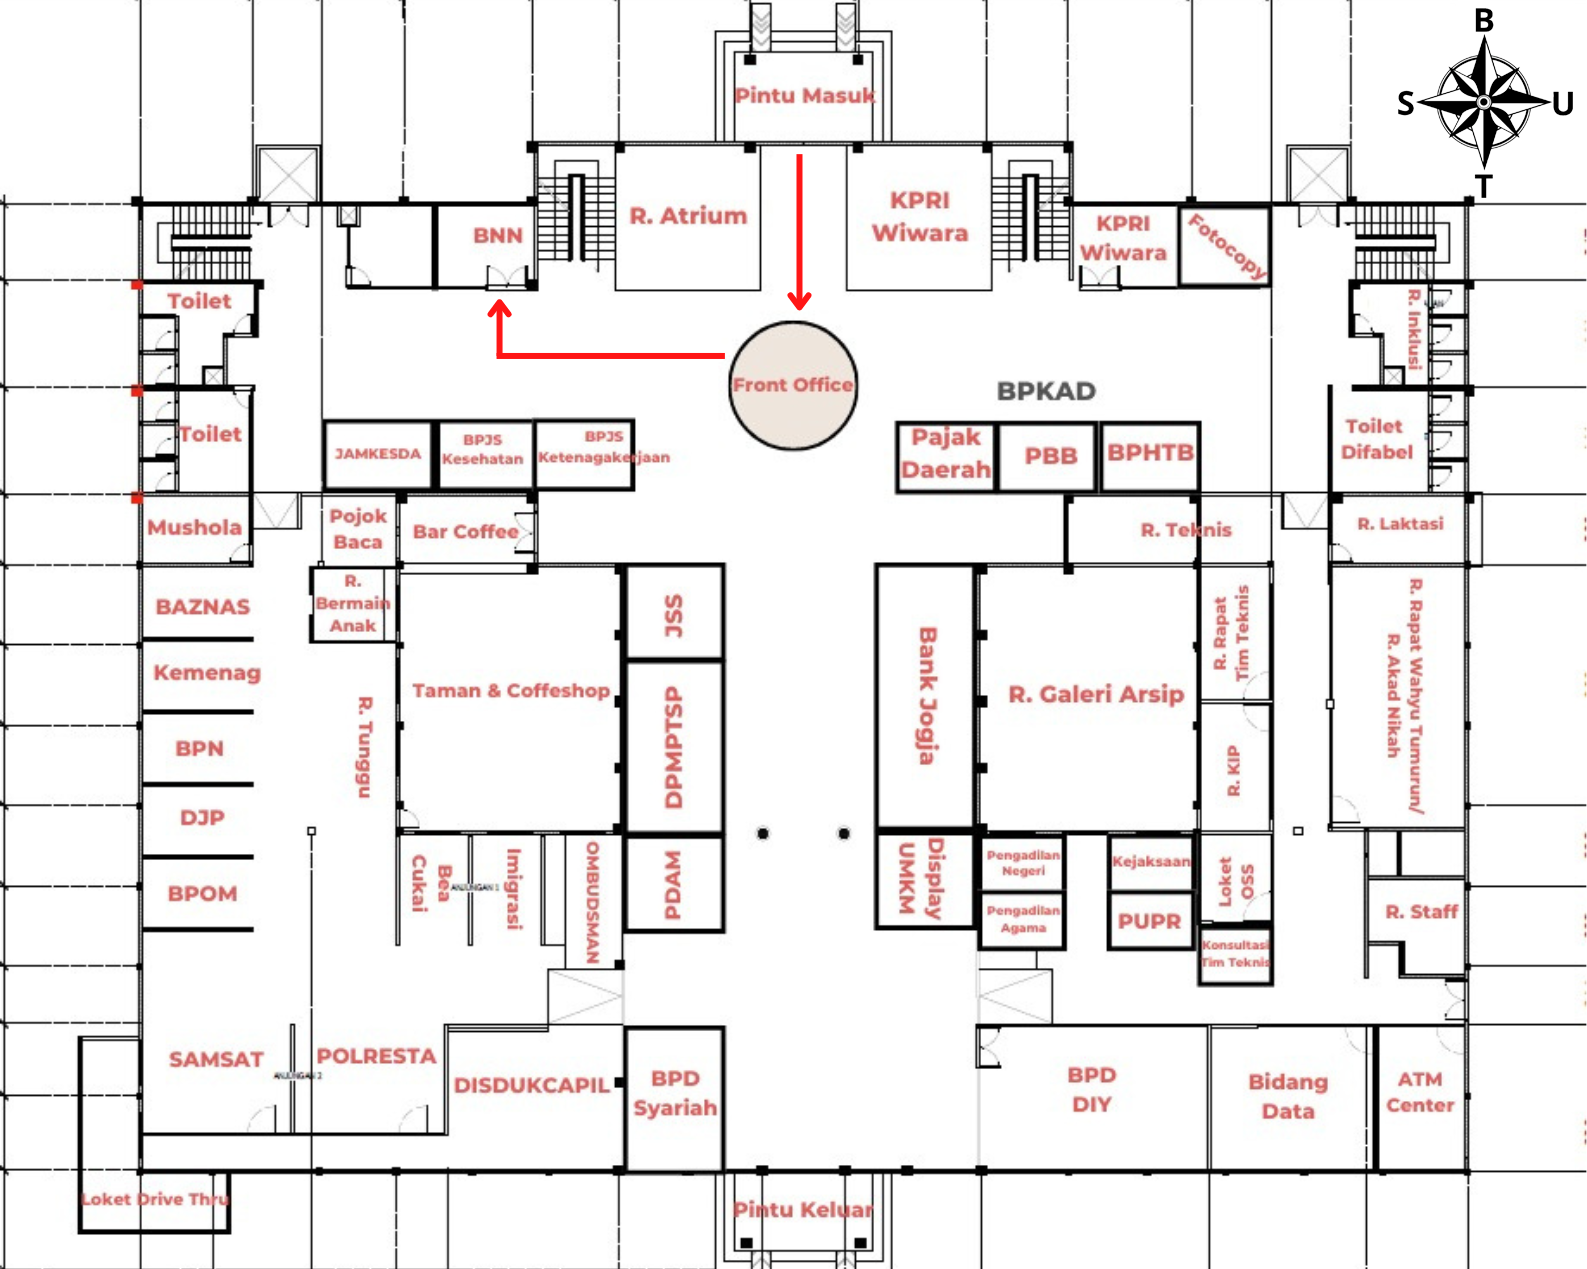 B
S
U
T
Pintu Masuk
R. Atrium
KPRI
Wiwara
BNN
KPRI
Wiwara
Fotocopy
Toilet
R. Inklusi
Front Office
BPKAD
Toilet
JAMKESDA
BPJS
Kesehatan
BPJS
Ketenagakerjaan
Pajak
Daerah
PBB
BPHTB
Toilet
Difabel
Mushola
Pojok
Baca
Bar Coffee
R. Teknis
R. Laktasi
BAZNAS
R.
Bermain
Anak
JSS
Kemenag
Taman & Coffeshop
R. Tunggu
DPMPTSP
Bank Jogja
R. Galeri Arsip
R. Rapat
Tim Teknis
R. Rapat Wahyu Tumurun/
R. Akad Nikah
BPN
R. KIP
DJP
BPOM
Bea
Cukai
ANJUNGAN 1
Imigrasi
OMBUDSMAN
PDAM
Display
UMKM
Pengadilan
Negeri
Kejaksaan
Loket
OSS
Pengadilan
Agama
PUPR
R. Staff
Konsultasi
Tim Teknis
SAMSAT
ANJUNGAN 2
POLRESTA
DISDUKCAPIL
BPD
Syariah
BPD
DIY
Bidang
Data
ATM
Center
Loket Drive Thru
Pintu Keluar